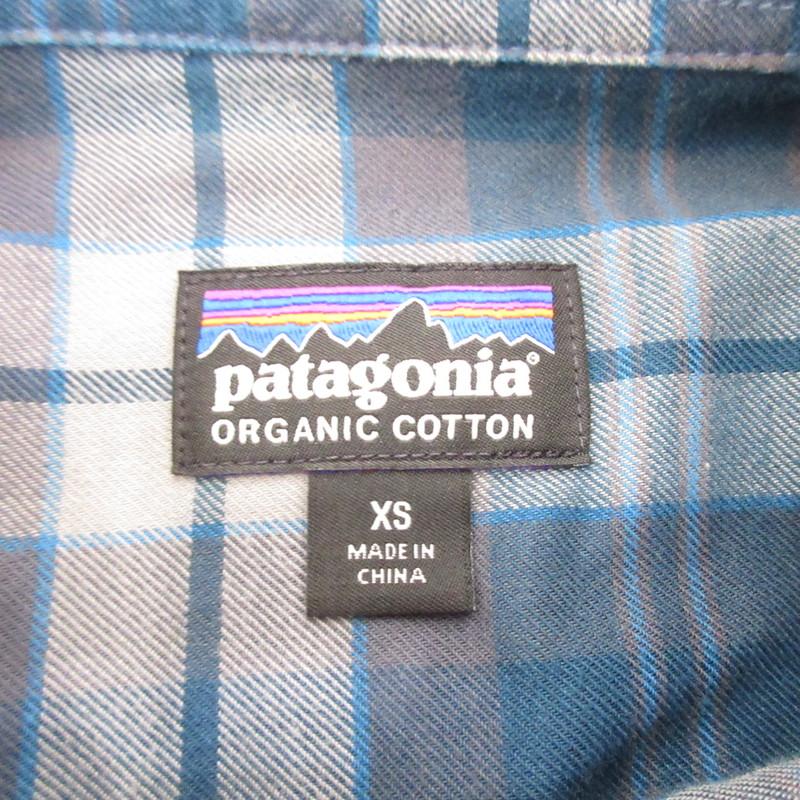 patagonia®
ORGANIC COTTON
XS
MADE IN
CHINA